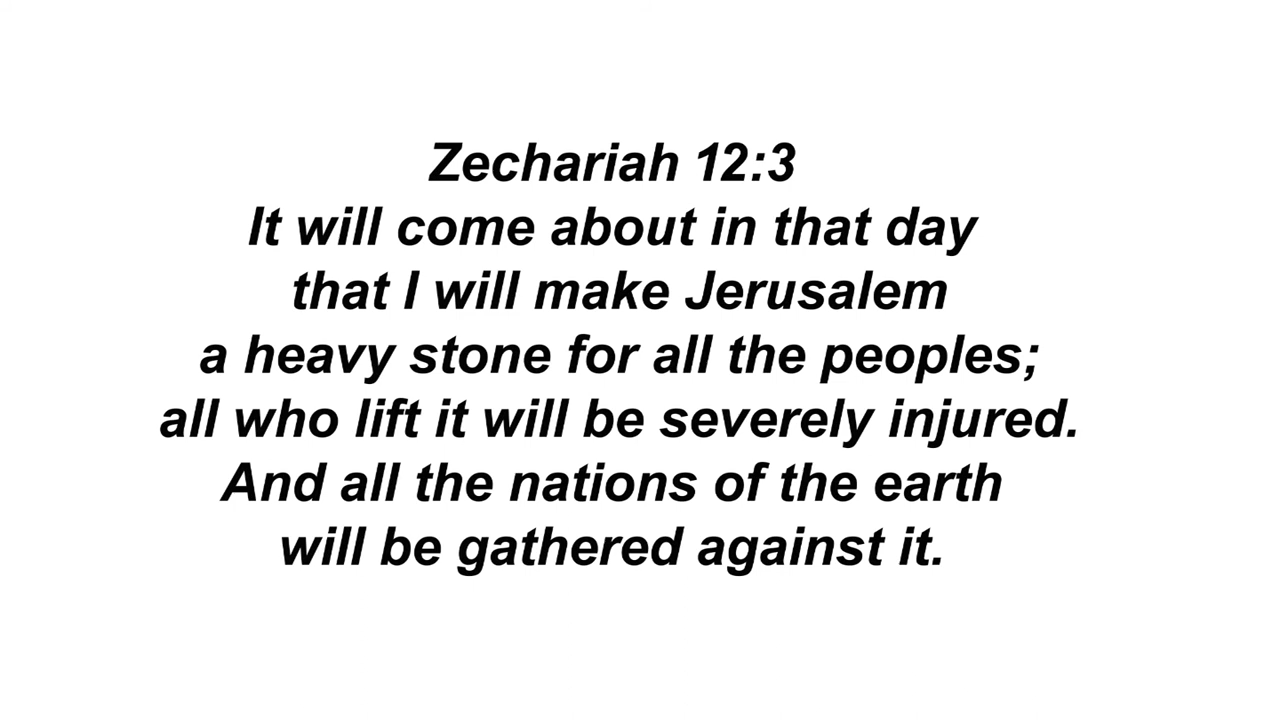 Zechariah 12:3
It will come about in that day
that I will make Jerusalem
a heavy stone for all the peoples;
all who lift it will be severely injured.
And all the nations of the earth
will be gathered against it.